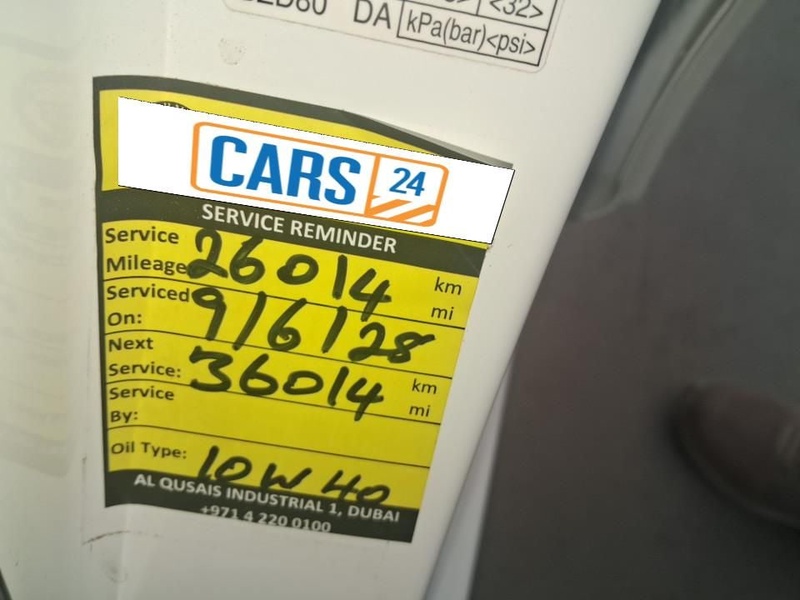 <32>
DA kPa(bar)<psi>
CARS 24
SERVICE REMINDER
Service Mileage 26014 km mi
Serviced On: 9/6/128
Next Service: 36014 km mi
Service By:
Oil Type: 10W 40
AL QUSAIS INDUSTRIAL 1, DUBAI
+971 4 220 0100